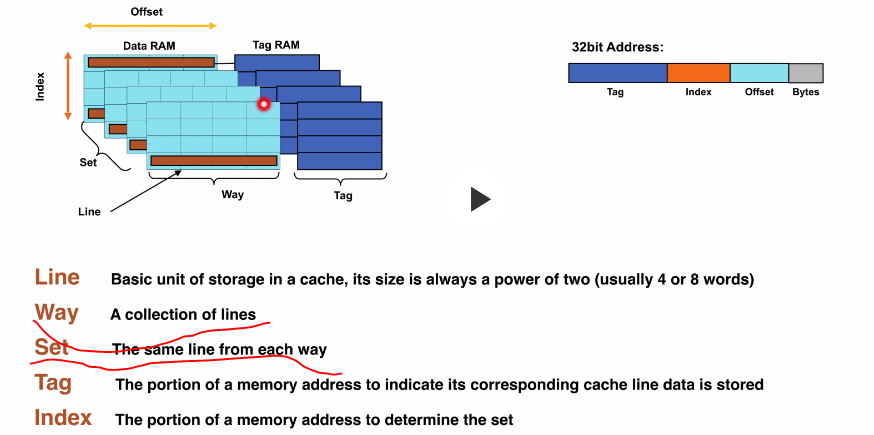 Offset
Data RAM
Tag RAM
32bit Address:
Index
Tag
Index
Offset
Bytes
Set
Way
Tag
Line
Line Basic unit of storage in a cache, its size is always a power of two (usually 4 or 8 words)
Way A collection of lines
Set The same line from each way
Tag The portion of a memory address to indicate its corresponding cache line data is stored
Index The portion of a memory address to determine the set